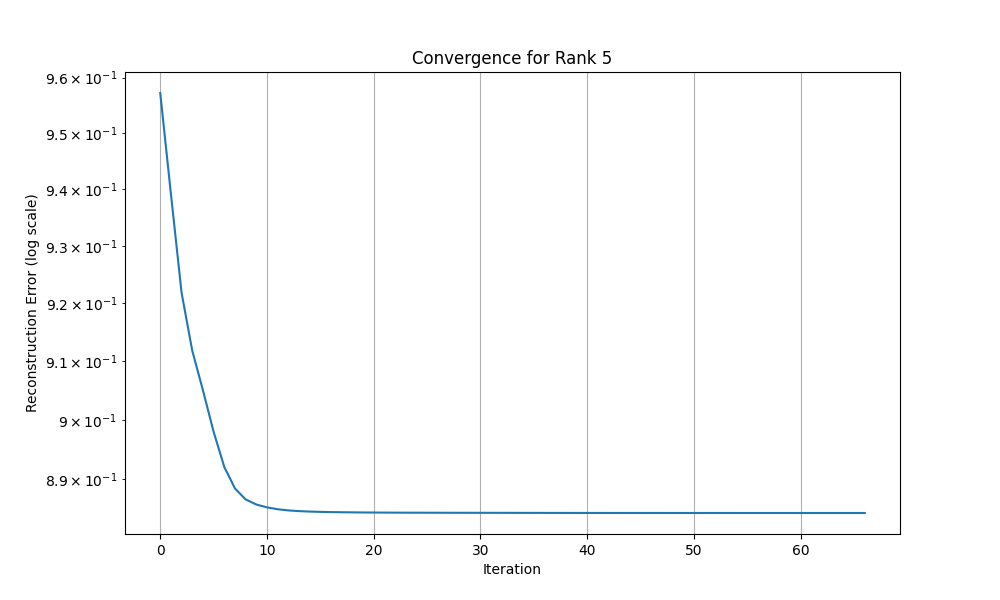 Convergence for Rank 5
Reconstruction Error (log scale)
9.6 × 10⁻¹
9.5 × 10⁻¹
9.4 × 10⁻¹
9.3 × 10⁻¹
9.2 × 10⁻¹
9.1 × 10⁻¹
9 × 10⁻¹
8.9 × 10⁻¹
0 10 20 30 40 50 60
Iteration